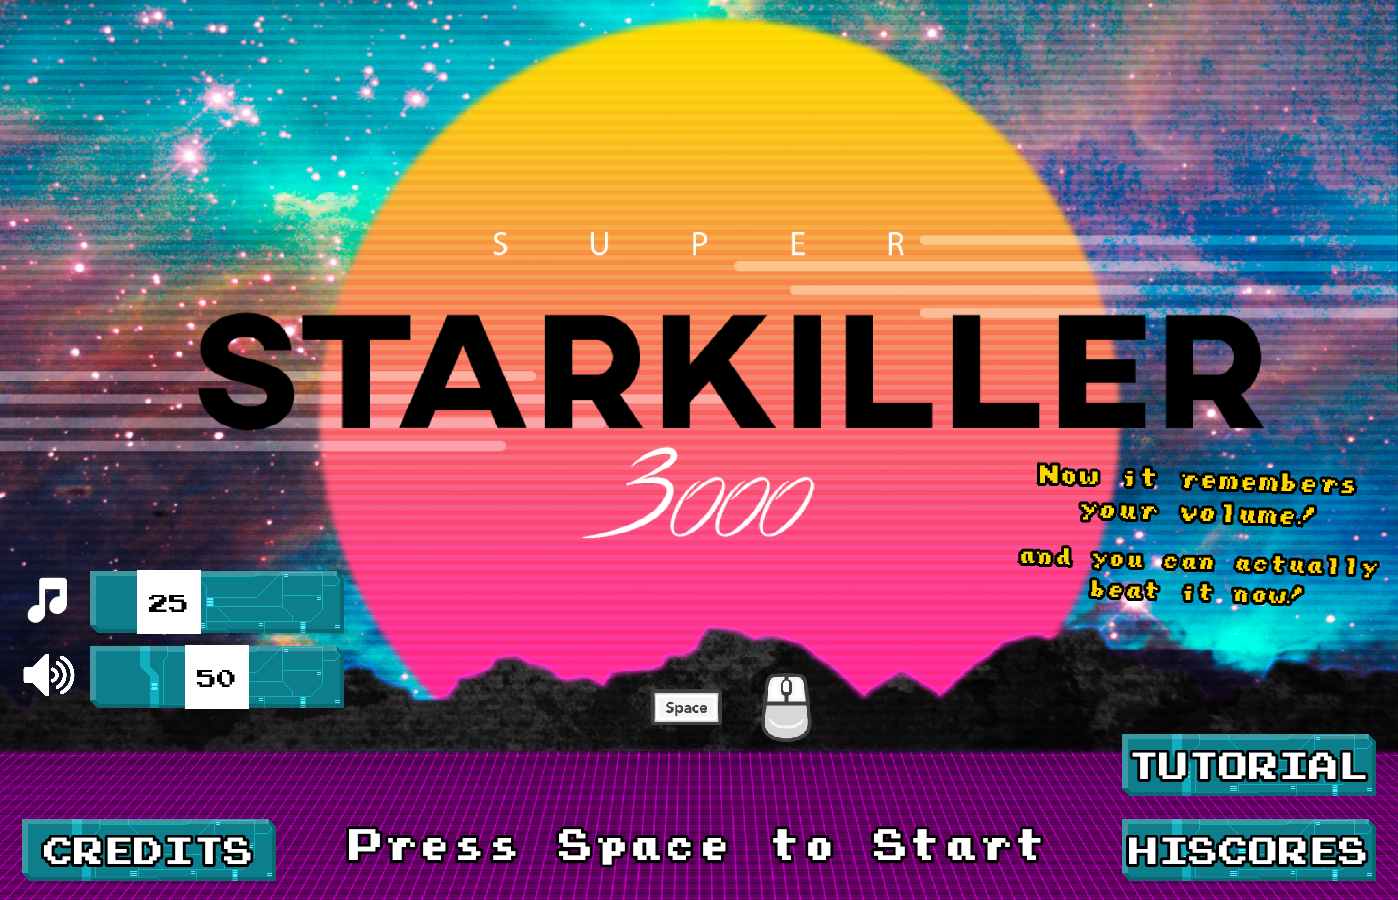 S U P E R
STARKILLER
3000
Now it remembers
your volume!
and you can actually
beat it now!
25
50
Space
TUTORIAL
CREDITS
Press Space to Start
HISCORES